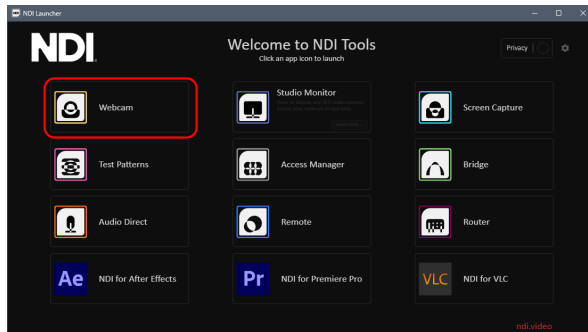 NDI Launcher
NDI
Welcome to NDI Tools
Click an app icon to launch
Privacy
Webcam
Studio Monitor
Screen Capture
Test Patterns
Access Manager
Bridge
Audio Direct
Remote
Router
Ae
NDI for After Effects
Pr
NDI for Premiere Pro
VLC
NDI for VLC
ndi.video